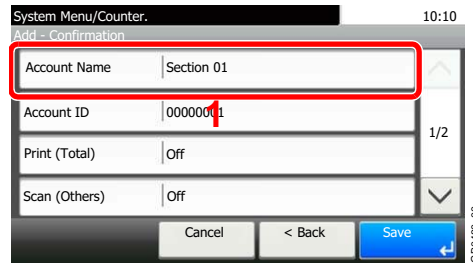 System Menu/Counter. 10:10
Add - Confirmation
Account Name Section 01
Account ID 00000001
1
1/2
Print (Total) Off
Scan (Others) Off
Cancel < Back Save